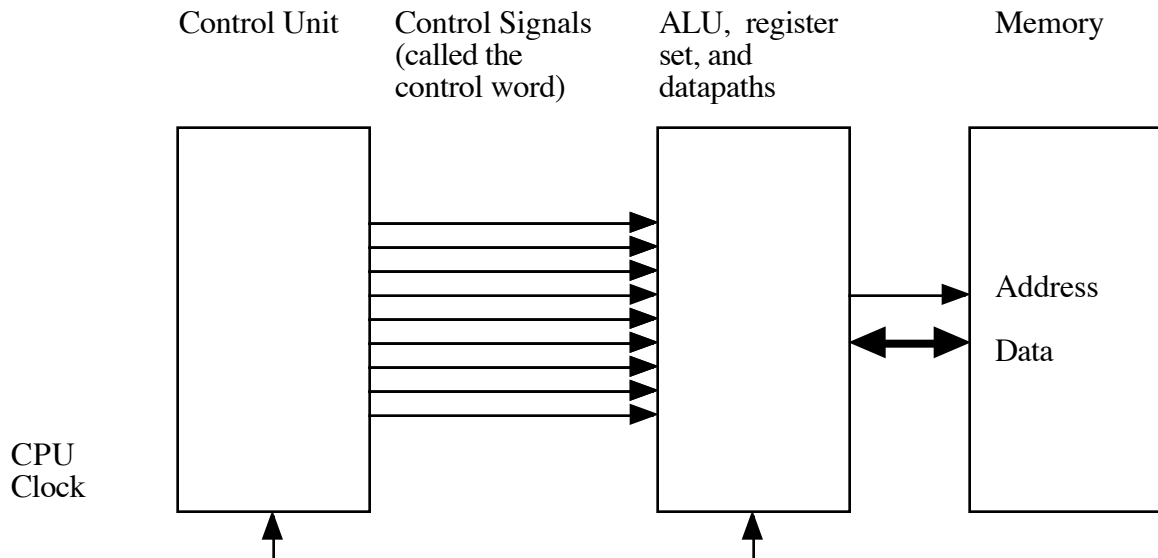 Control Unit
Control Signals
(called the
control word)
ALU, register
set, and
datapaths
Memory
Address
Data
CPU
Clock